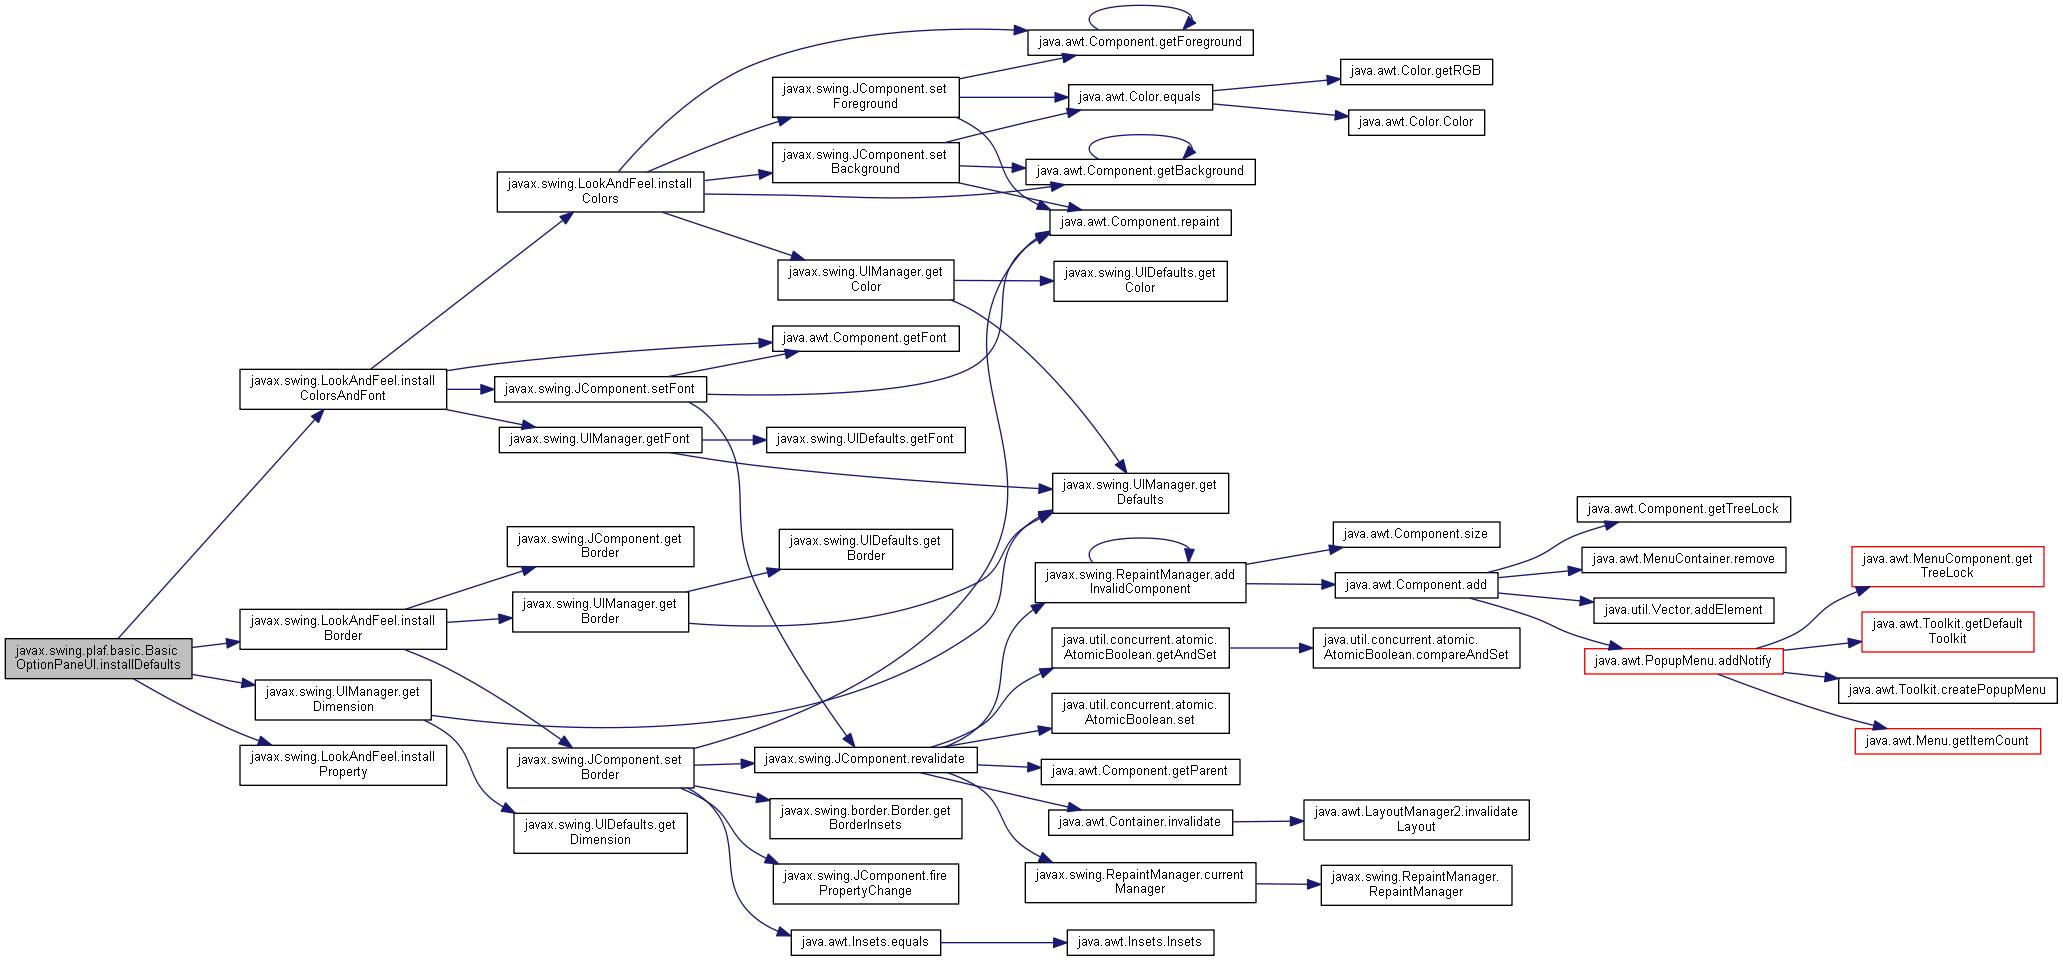 java.awt.Component.getForeground
java.awt.Color.getRGB
javax.swing.JComponent.set
Foreground
java.awt.Color.equals
java.awt.Color.Color
javax.swing.JComponent.set
Background
java.awt.Component.getBackground
javax.swing.LookAndFeel.install
Colors
java.awt.Component.repaint
javax.swing.UIManager.get
Color
javax.swing.UIDefaults.get
Color
java.awt.Component.getFont
javax.swing.LookAndFeel.install
ColorsAndFont
javax.swing.JComponent.setFont
javax.swing.UIManager.getFont
javax.swing.UIDefaults.getFont
javax.swing.UIManager.get
Defaults
java.awt.Component.getTreeLock
javax.swing.JComponent.get
Border
javax.swing.UIDefaults.get
Border
java.awt.Component.size
java.awt.MenuContainer.remove
java.awt.MenuComponent.get
TreeLock
javax.swing.RepaintManager.add
InvalidComponent
java.awt.Component.add
java.util.Vector.addElement
javax.swing.LookAndFeel.install
Border
javax.swing.UIManager.get
Border
java.awt.Toolkit.getDefault
Toolkit
javax.swing.plaf.basic.Basic
OptionPaneUI.installDefaults
java.util.concurrent.atomic.
AtomicBoolean.getAndSet
java.util.concurrent.atomic.
AtomicBoolean.compareAndSet
java.awt.PopupMenu.addNotify
java.awt.Toolkit.createPopupMenu
javax.swing.UIManager.get
Dimension
java.util.concurrent.atomic.
AtomicBoolean.set
java.awt.Menu.getItemCount
javax.swing.LookAndFeel.install
Property
javax.swing.JComponent.set
Border
javax.swing.JComponent.revalidate
java.awt.Component.getParent
javax.swing.UIDefaults.get
Dimension
javax.swing.border.Border.get
BorderInsets
java.awt.Container.invalidate
java.awt.LayoutManager2.invalidate
Layout
javax.swing.JComponent.fire
PropertyChange
javax.swing.RepaintManager.current
Manager
javax.swing.RepaintManager.
RepaintManager
java.awt.Insets.equals
java.awt.Insets.Insets